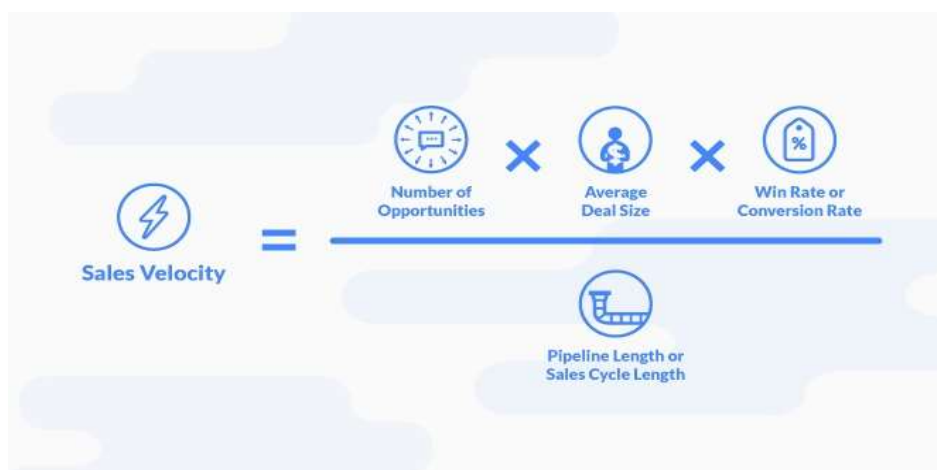 Sales Velocity
=
Number of
Opportunities
×
Average
Deal Size
×
%
Win Rate or
Conversion Rate
Pipeline Length or
Sales Cycle Length